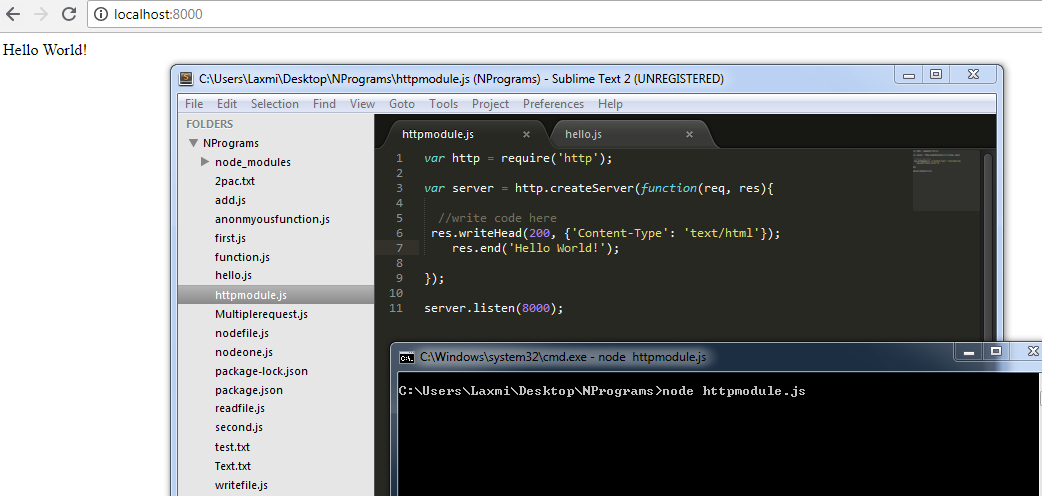 localhost:8000
Hello World!
C:\Users\Laxmi\Desktop\NPrograms\httpmodule.js (NPrograms) - Sublime Text 2 (UNREGISTERED)
File Edit Selection Find View Goto Tools Project Preferences Help
FOLDERS
NPrograms
node_modules
2pac.txt
add.js
anonmyousfunction.js
first.js
function.js
hello.js
httpmodule.js
Multiplerequest.js
nodefile.js
nodeone.js
package-lock.json
package.json
readfile.js
second.js
test.txt
Text.txt
writefile.js
httpmodule.js × hello.js ×
1 var http = require('http');
2
3 var server = http.createServer(function(req, res){
4
5 //write code here
6 res.writeHead(200, {'Content-Type': 'text/html'});
7 res.end('Hello World!');
8
9 });
10
11 server.listen(8000);
C:\Windows\system32\cmd.exe - node httpmodule.js
C:\Users\Laxmi\Desktop\NPrograms>node httpmodule.js